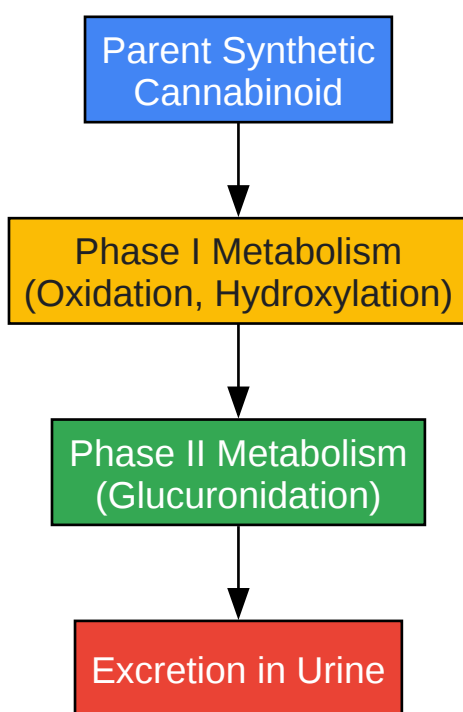 Parent Synthetic
Cannabinoid
Phase I Metabolism
(Oxidation, Hydroxylation)
Phase II Metabolism
(Glucuronidation)
Excretion in Urine